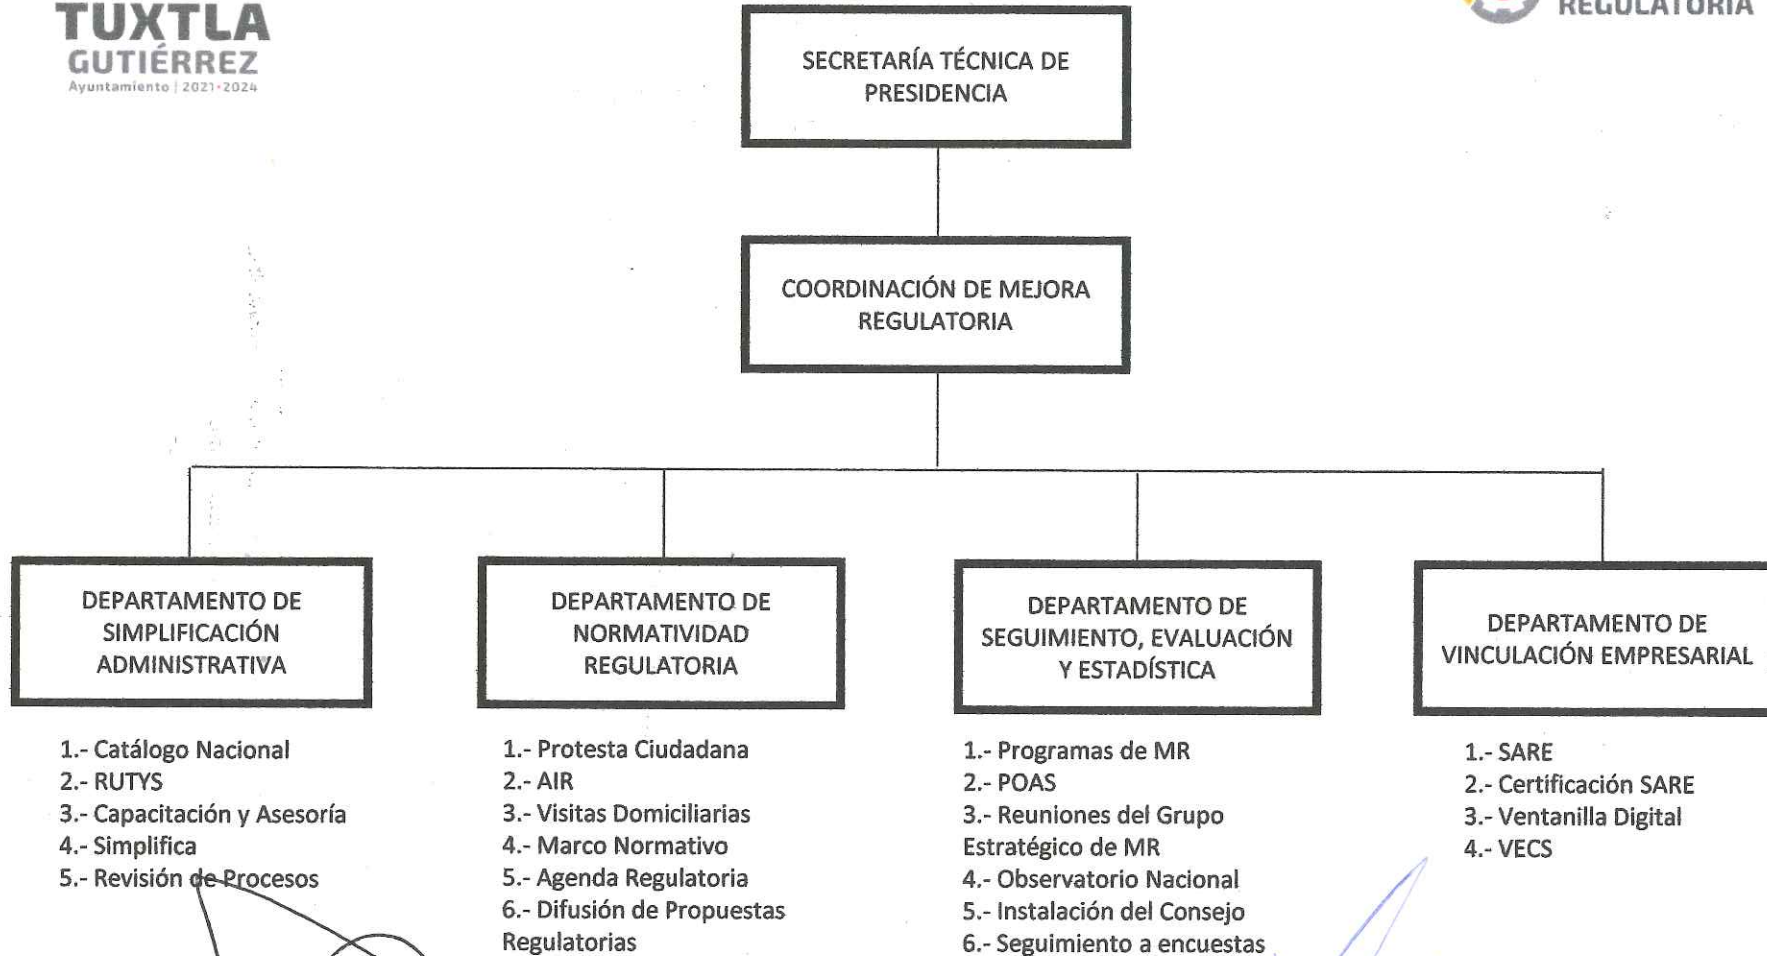 TUXTLA
GUTIÉRREZ
Ayuntamiento | 2021•2024
REGULATORIA
SECRETARÍA TÉCNICA DE
PRESIDENCIA
COORDINACIÓN DE MEJORA
REGULATORIA
DEPARTAMENTO DE
SIMPLIFICACIÓN
ADMINISTRATIVA
1.- Catálogo Nacional
2.- RUTYS
3.- Capacitación y Asesoría
4.- Simplifica
5.- Revisión de Procesos
DEPARTAMENTO DE
NORMATIVIDAD
REGULATORIA
1.- Protesta Ciudadana
2.- AIR
3.- Visitas Domiciliarias
4.- Marco Normativo
5.- Agenda Regulatoria
6.- Difusión de Propuestas
Regulatorias
DEPARTAMENTO DE
SEGUIMIENTO, EVALUACIÓN
Y ESTADÍSTICA
1.- Programas de MR
2.- POAS
3.- Reuniones del Grupo
Estratégico de MR
4.- Observatorio Nacional
5.- Instalación del Consejo
6.- Seguimiento a encuestas
DEPARTAMENTO DE
VINCULACIÓN EMPRESARIAL
1.- SARE
2.- Certificación SARE
3.- Ventanilla Digital
4.- VECS